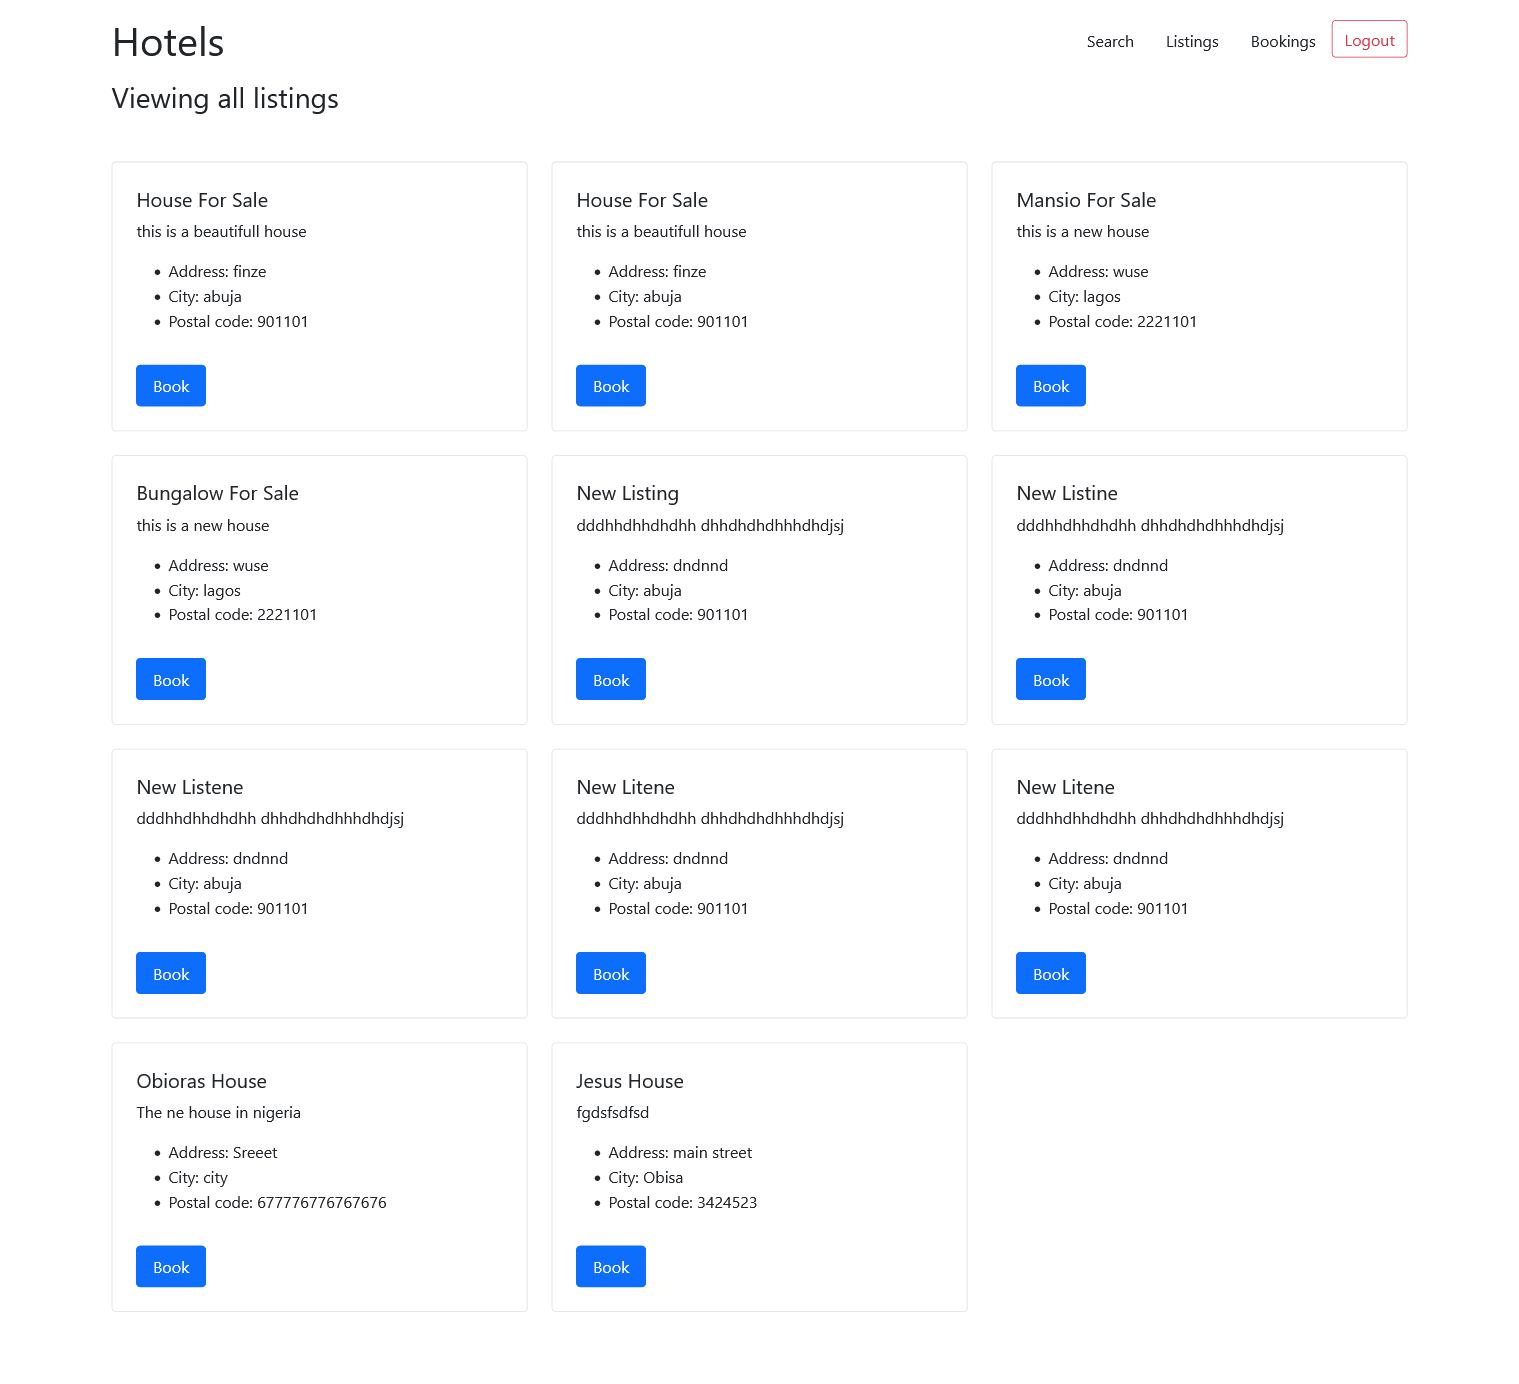 Hotels
Search Listings Bookings Logout
Viewing all listings
House For Sale
this is a beautifull house
• Address: finze
• City: abuja
• Postal code: 901101
Book
House For Sale
this is a beautifull house
• Address: finze
• City: abuja
• Postal code: 901101
Book
Mansio For Sale
this is a new house
• Address: wuse
• City: lagos
• Postal code: 2221101
Book
Bungalow For Sale
this is a new house
• Address: wuse
• City: lagos
• Postal code: 2221101
Book
New Listing
dddhhdhhdhdhh dhhdhdhdhhhdhdjsj
• Address: dndnnd
• City: abuja
• Postal code: 901101
Book
New Listine
dddhhdhhdhdhh dhhdhdhdhhhdhdjsj
• Address: dndnnd
• City: abuja
• Postal code: 901101
Book
New Listene
dddhhdhhdhdhh dhhdhdhdhhhdhdjsj
• Address: dndnnd
• City: abuja
• Postal code: 901101
Book
New Litene
dddhhdhhdhdhh dhhdhdhdhhhdhdjsj
• Address: dndnnd
• City: abuja
• Postal code: 901101
Book
New Litene
dddhhdhhdhdhh dhhdhdhdhhhdhdjsj
• Address: dndnnd
• City: abuja
• Postal code: 901101
Book
Obioras House
The ne house in nigeria
• Address: Sreeet
• City: city
• Postal code: 677776776767676
Book
Jesus House
fgdsfsdfsd
• Address: main street
• City: Obisa
• Postal code: 3424523
Book